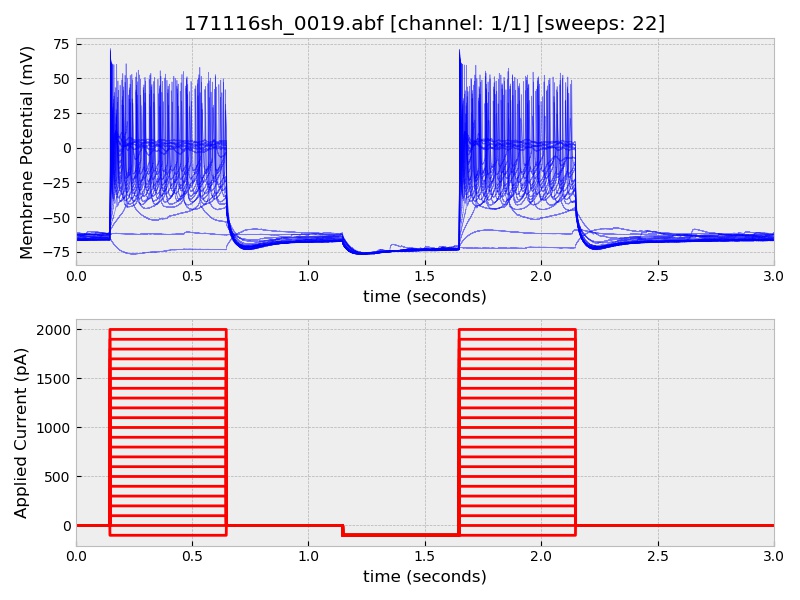 171116sh_0019.abf [channel: 1/1] [sweeps: 22]
Membrane Potential (mV)
75
50
25
0
−25
−50
−75
0.0 0.5 1.0 1.5 2.0 2.5 3.0
time (seconds)
Applied Current (pA)
2000
1500
1000
500
0
0.0 0.5 1.0 1.5 2.0 2.5 3.0
time (seconds)